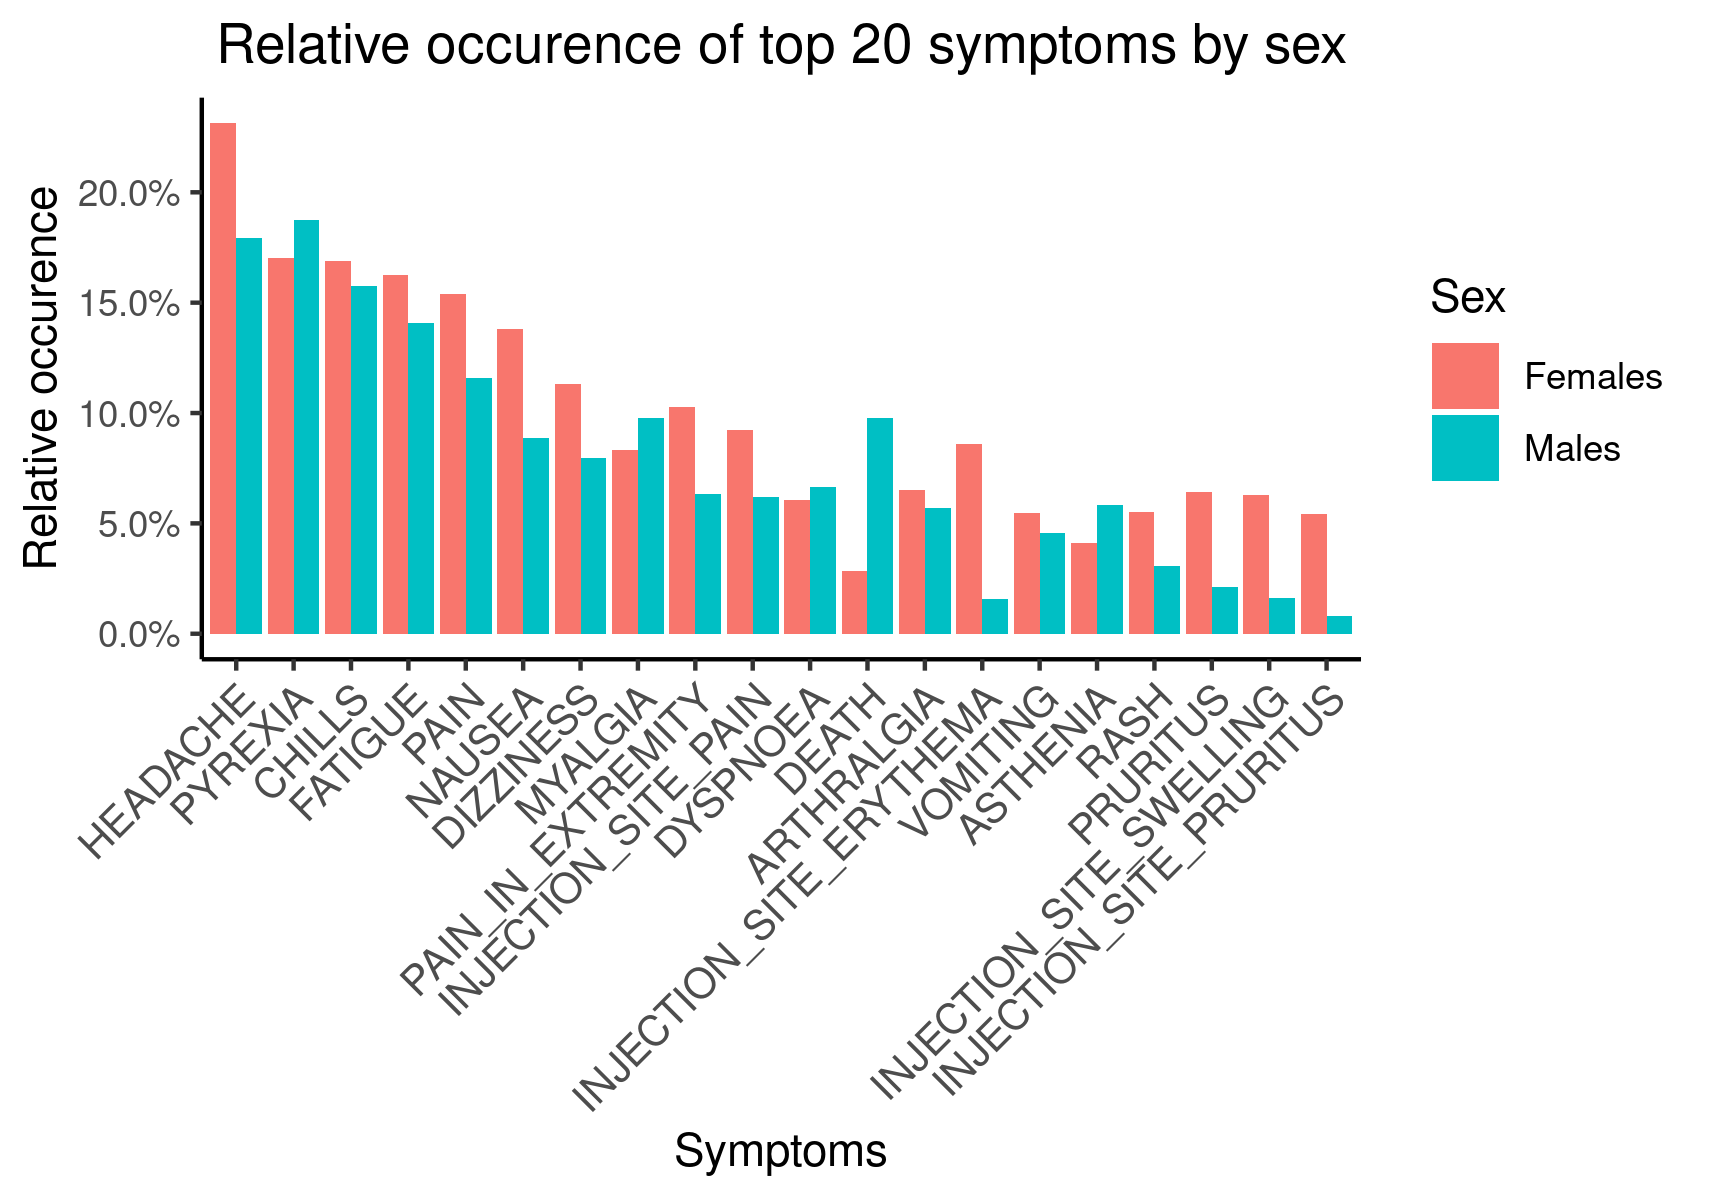 Relative occurence of top 20 symptoms by sex
Relative occurence
20.0%
15.0%
10.0%
5.0%
0.0%
HEADACHE
PYREXIA
CHILLS
FATIGUE
PAIN
NAUSEA
DIZZINESS
MYALGIA
PAIN_IN_EXTREMITY
INJECTION_SITE_PAIN
DYSPNOEA
DEATH
ARTHRALGIA
INJECTION_SITE_ERYTHEMA
VOMITING
ASTHENIA
RASH
PRURITUS
INJECTION_SITE_SWELLING
INJECTION_SITE_PRURITUS
Symptoms
Sex
Females
Males